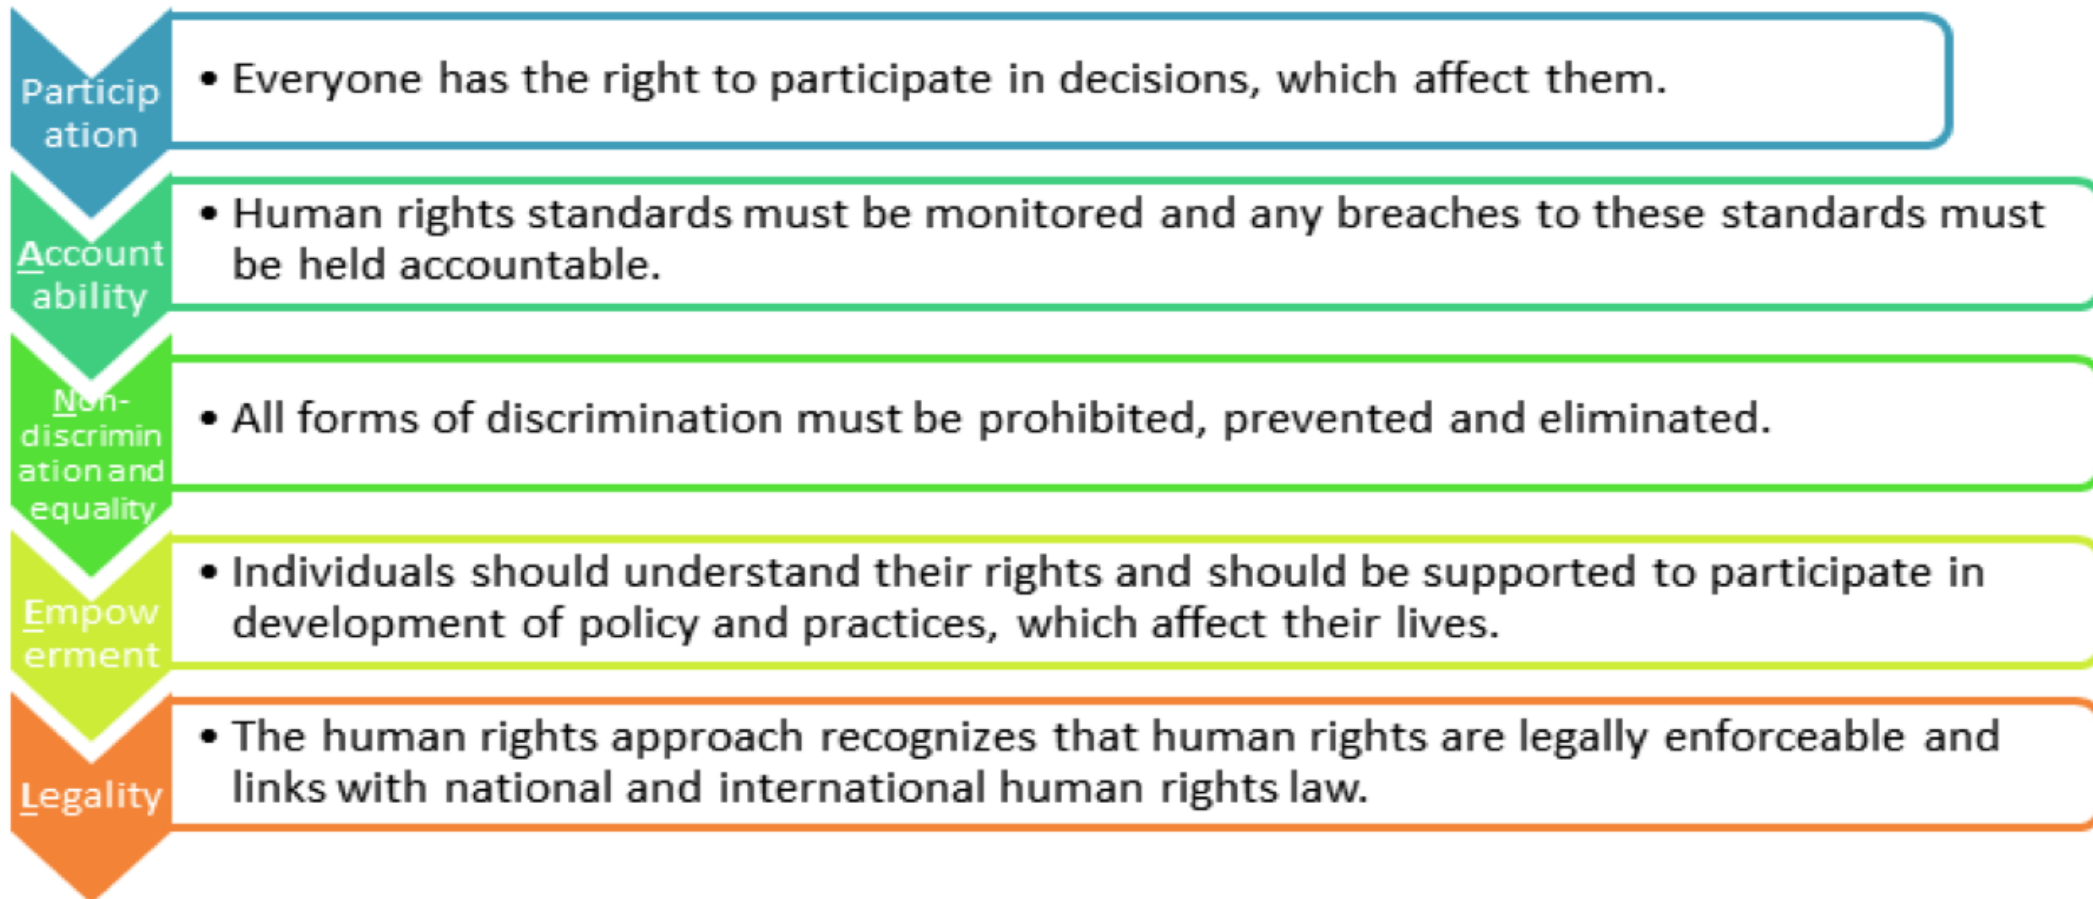 Particip
ation
• Everyone has the right to participate in decisions, which affect them.
Account
ability
• Human rights standards must be monitored and any breaches to these standards must
be held accountable.
Non-
discrimin
ation and
equality
• All forms of discrimination must be prohibited, prevented and eliminated.
Empow
erment
• Individuals should understand their rights and should be supported to participate in
development of policy and practices, which affect their lives.
Legality
• The human rights approach recognizes that human rights are legally enforceable and
links with national and international human rights law.